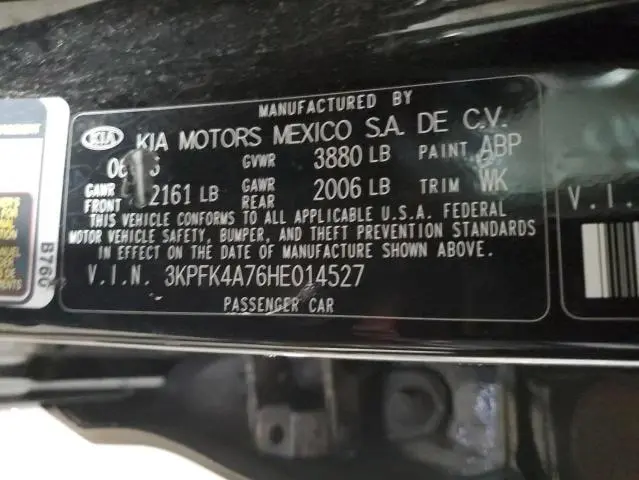 MANUFACTURED BY
KIA KIA MOTORS MEXICO S.A. DE C.V.
GVWR 3880 LB PAINT ABP
GAWR FRONT 2161 LB GAWR REAR 2006 LB TRIM WK
THIS VEHICLE CONFORMS TO ALL APPLICABLE U.S.A. FEDERAL
MOTOR VEHICLE SAFETY, BUMPER, AND THEFT PREVENTION STANDARDS
IN EFFECT ON THE DATE OF MANUFACTURE SHOWN ABOVE.
V.I.N. 3KPFK4A76HE014527
PASSENGER CAR
B760
V.I.